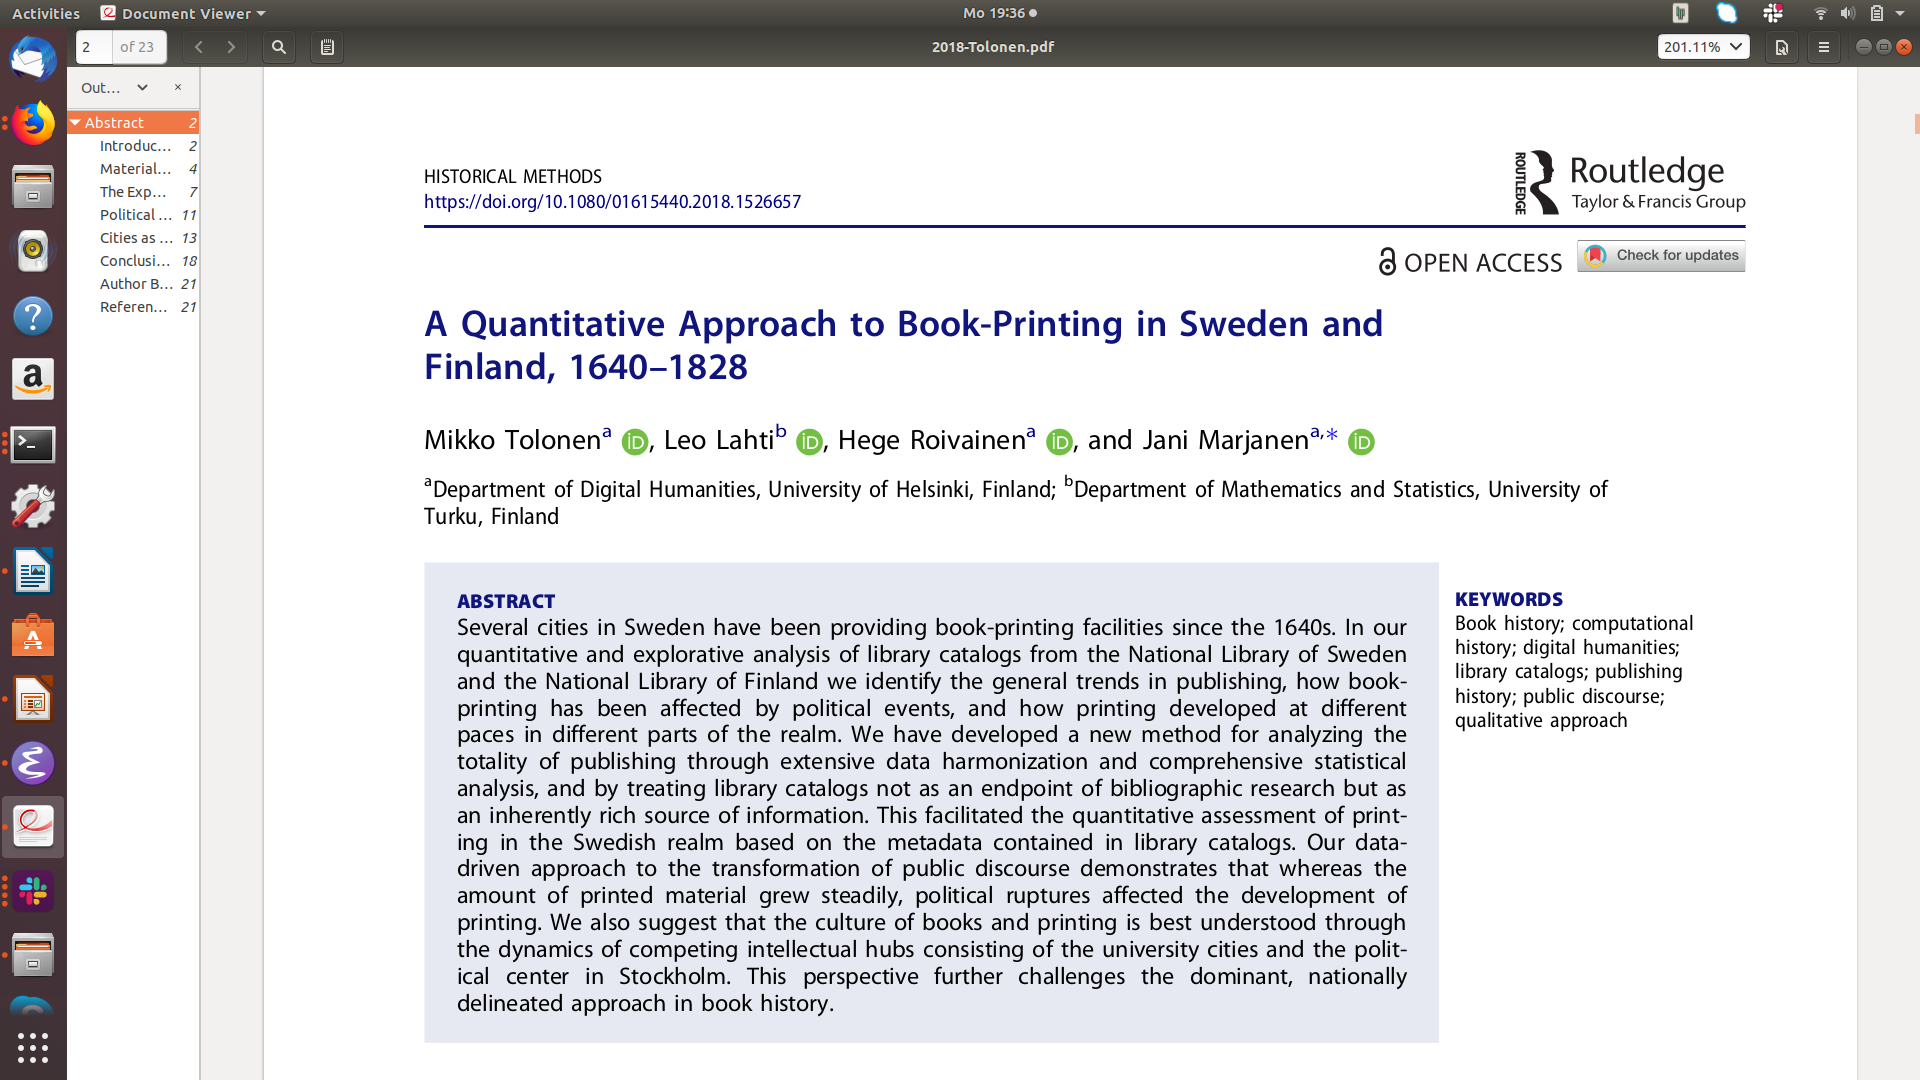 Activities
Document Viewer
Mo 19:36
2
of 23
2018-Tolonen.pdf
201.11%
Out...
Abstract 2
Introduc... 2
Material... 4
The Exp... 7
Political ... 11
Cities as ... 13
Conclusi... 18
Author B... 21
Referen... 21
HISTORICAL METHODS
https://doi.org/10.1080/01615440.2018.1526657
ROUTLEDGE
Routledge
Taylor & Francis Group
OPEN ACCESS
Check for updates
A Quantitative Approach to Book-Printing in Sweden and
Finland, 1640–1828
Mikko Tolonenᵃ iD, Leo Lahtiᵇ iD, Hege Roivainenᵃ iD, and Jani Marjanenᵃ,* iD
ᵃDepartment of Digital Humanities, University of Helsinki, Finland; ᵇDepartment of Mathematics and Statistics, University of
Turku, Finland
ABSTRACT
Several cities in Sweden have been providing book-printing facilities since the 1640s. In our
quantitative and explorative analysis of library catalogs from the National Library of Sweden
and the National Library of Finland we identify the general trends in publishing, how book-
printing has been affected by political events, and how printing developed at different
paces in different parts of the realm. We have developed a new method for analyzing the
totality of publishing through extensive data harmonization and comprehensive statistical
analysis, and by treating library catalogs not as an endpoint of bibliographic research but as
an inherently rich source of information. This facilitated the quantitative assessment of print-
ing in the Swedish realm based on the metadata contained in library catalogs. Our data-
driven approach to the transformation of public discourse demonstrates that whereas the
amount of printed material grew steadily, political ruptures affected the development of
printing. We also suggest that the culture of books and printing is best understood through
the dynamics of competing intellectual hubs consisting of the university cities and the polit-
ical center in Stockholm. This perspective further challenges the dominant, nationally
delineated approach in book history.
KEYWORDS
Book history; computational
history; digital humanities;
library catalogs; publishing
history; public discourse;
qualitative approach